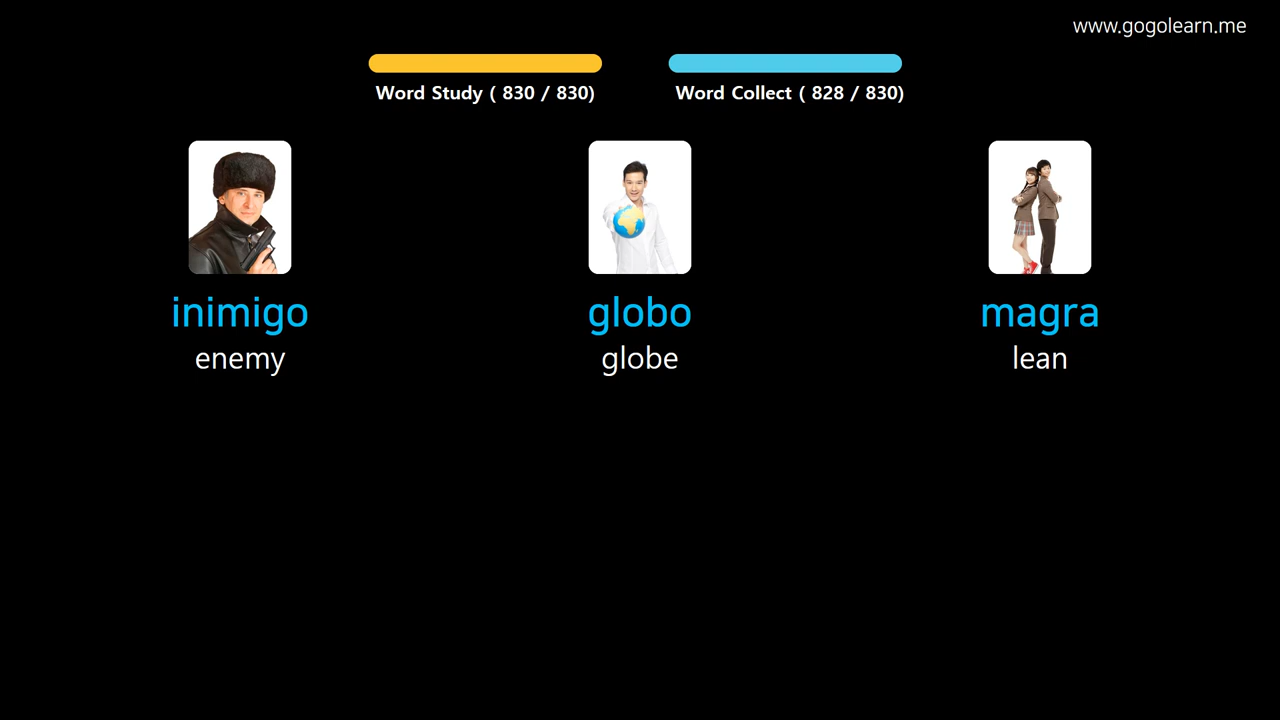 www.gogolearn.me
Word Study ( 830 / 830)
Word Collect ( 828 / 830)
inimigo
globo
magra
enemy
globe
lean